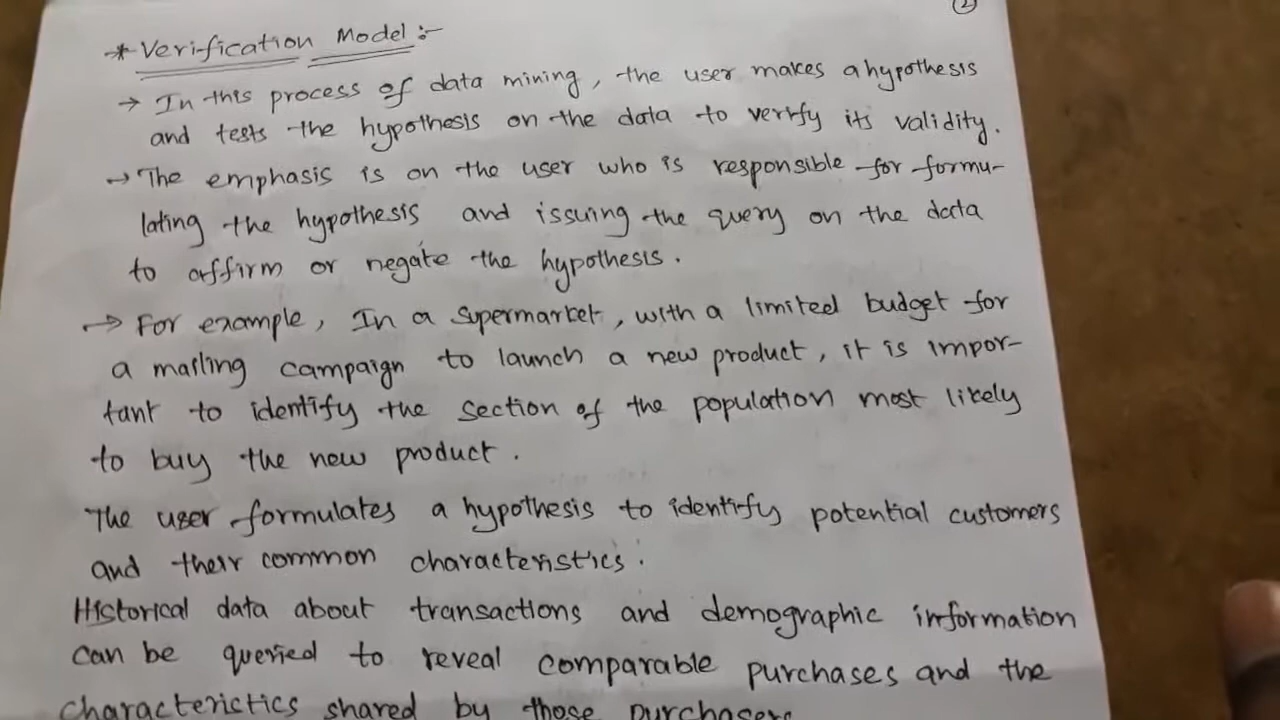 (2)
* Verification Model :-
→ In this process of data mining, the user makes a hypothesis
and tests the hypothesis on the data to verify its validity.
→ The emphasis is on the user who is responsible for formu-
lating the hypothesis and issuing the query on the data
to affirm or negate the hypothesis.
→ For example, In a supermarket, with a limited budget for
a mailing campaign to launch a new product, it is impor-
tant to identify the section of the population most likely
to buy the new product.
The user formulates a hypothesis to identify potential customers
and their common characteristics.
Historical data about transactions and demographic information
can be queried to reveal comparable purchases and the
characteristics shared by those purchasers